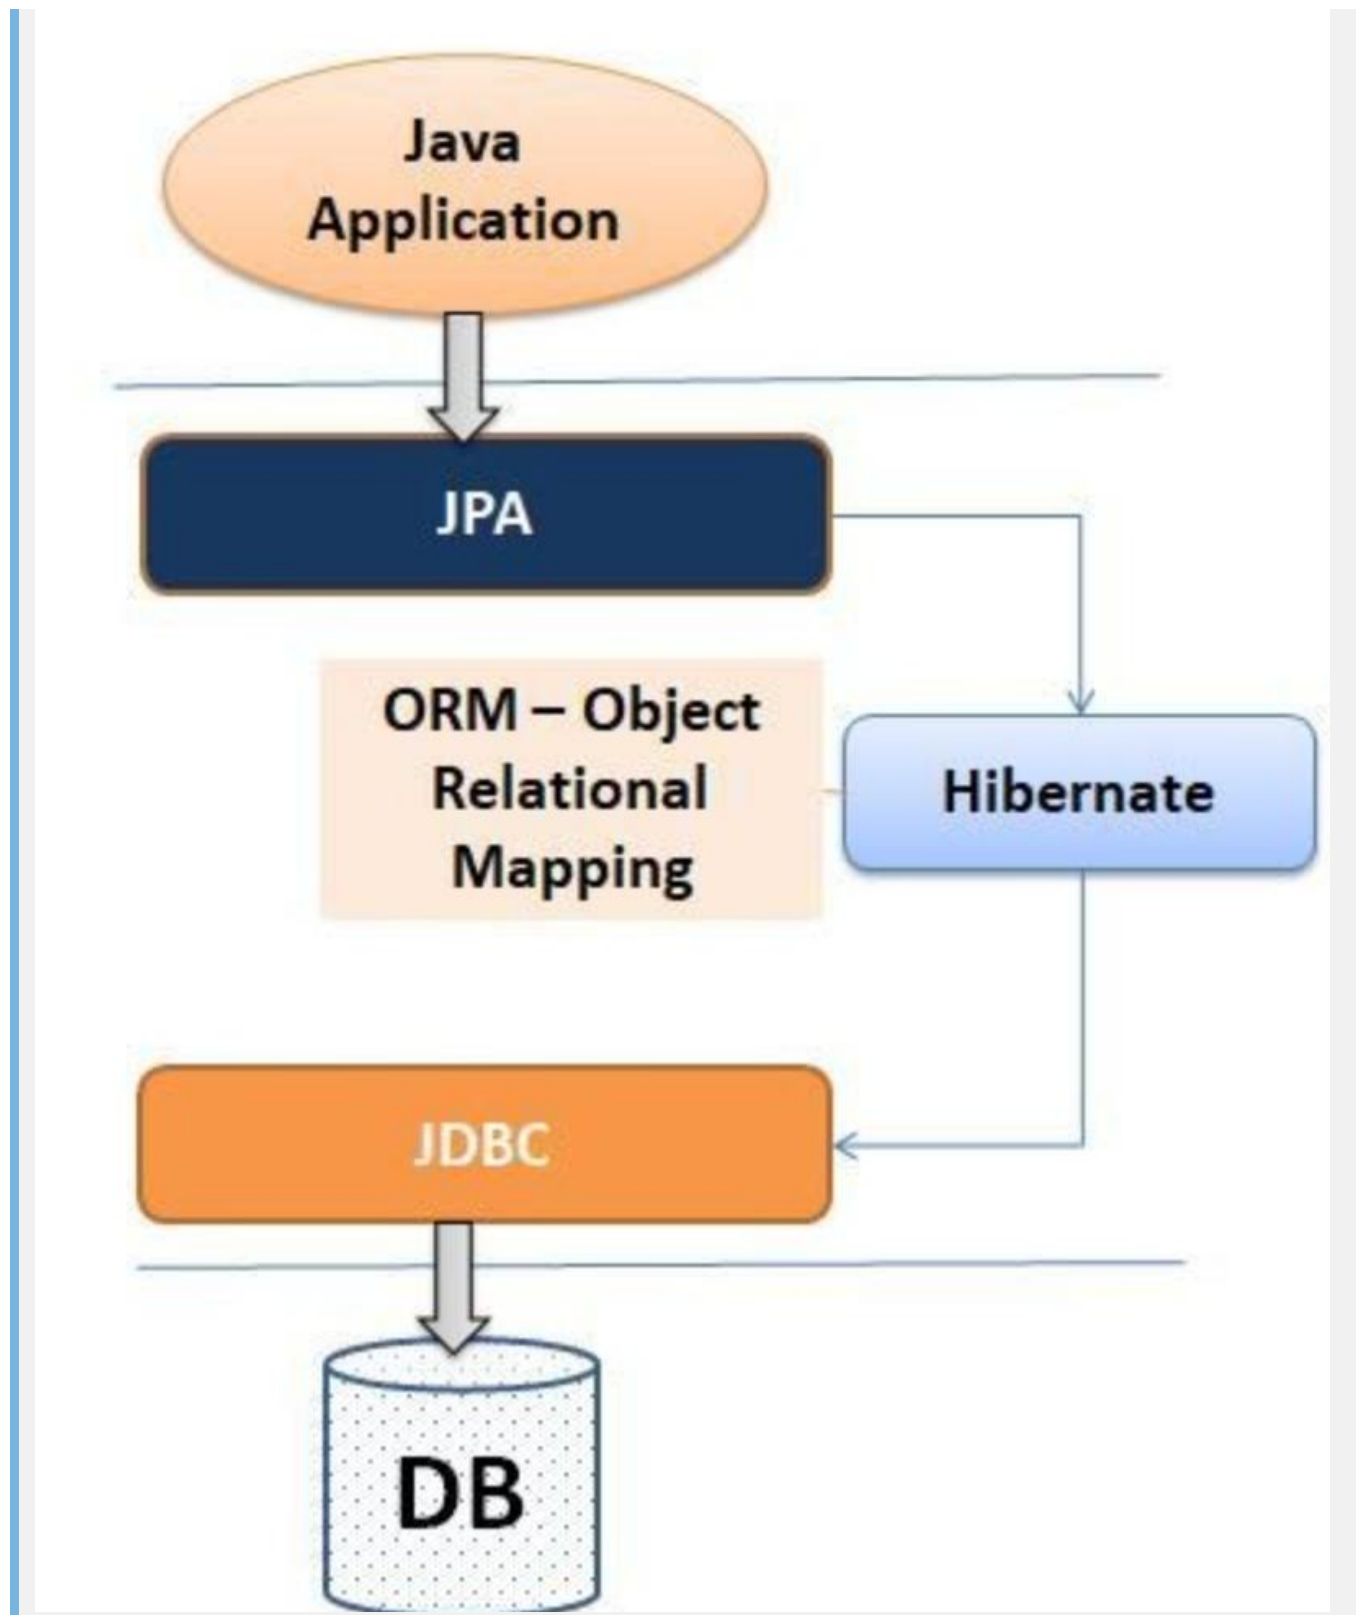 Java
Application
JPA
ORM – Object
Relational
Mapping
Hibernate
JDBC
DB